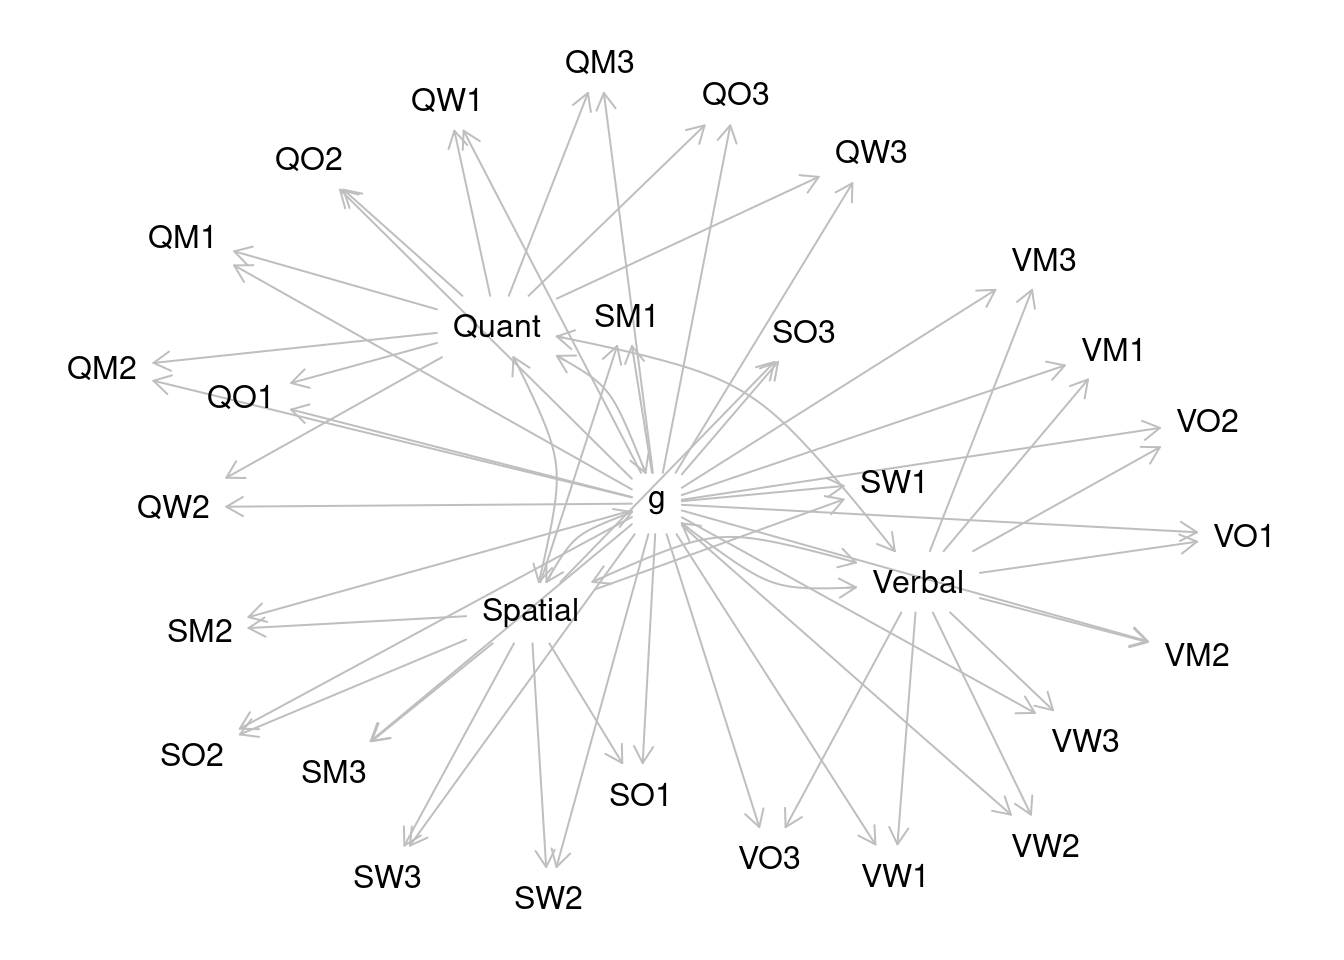 QM3
QO3
QW1
QW3
QO2
QM1
VM3
SM1
Quant
SO3
VM1
QM2
QO1
VO2
SW1
g
QW2
VO1
Verbal
Spatial
SM2
VM2
VW3
SO2
SM3
SO1
VW2
VO3
VW1
SW3
SW2